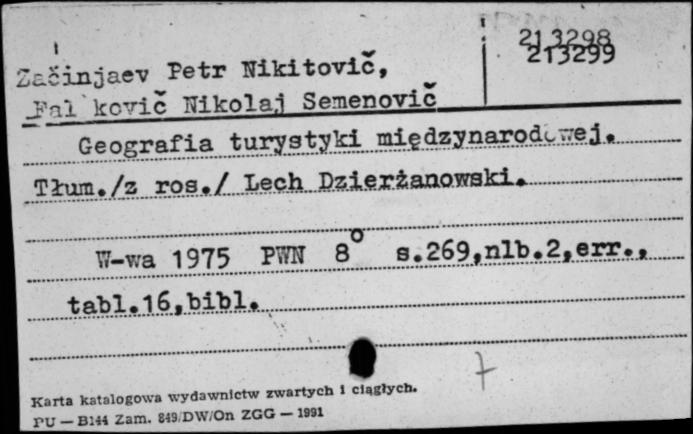 213298
213299
Začinjaev Petr Nikitovič,
Fal'kovič Nikolaj Semenovič
Geografia turystyki międzynarodowej.
Tłum./z ros./ Lech Dzierżanowski.
W-wa 1975 PWN 8° s.269,nlb.2,err.,
tabl.16,bibl.
7
Karta katalogowa wydawnictw zwartych i ciągłych.
PU — B144 Zam. 849/DW/On ZGG — 1991